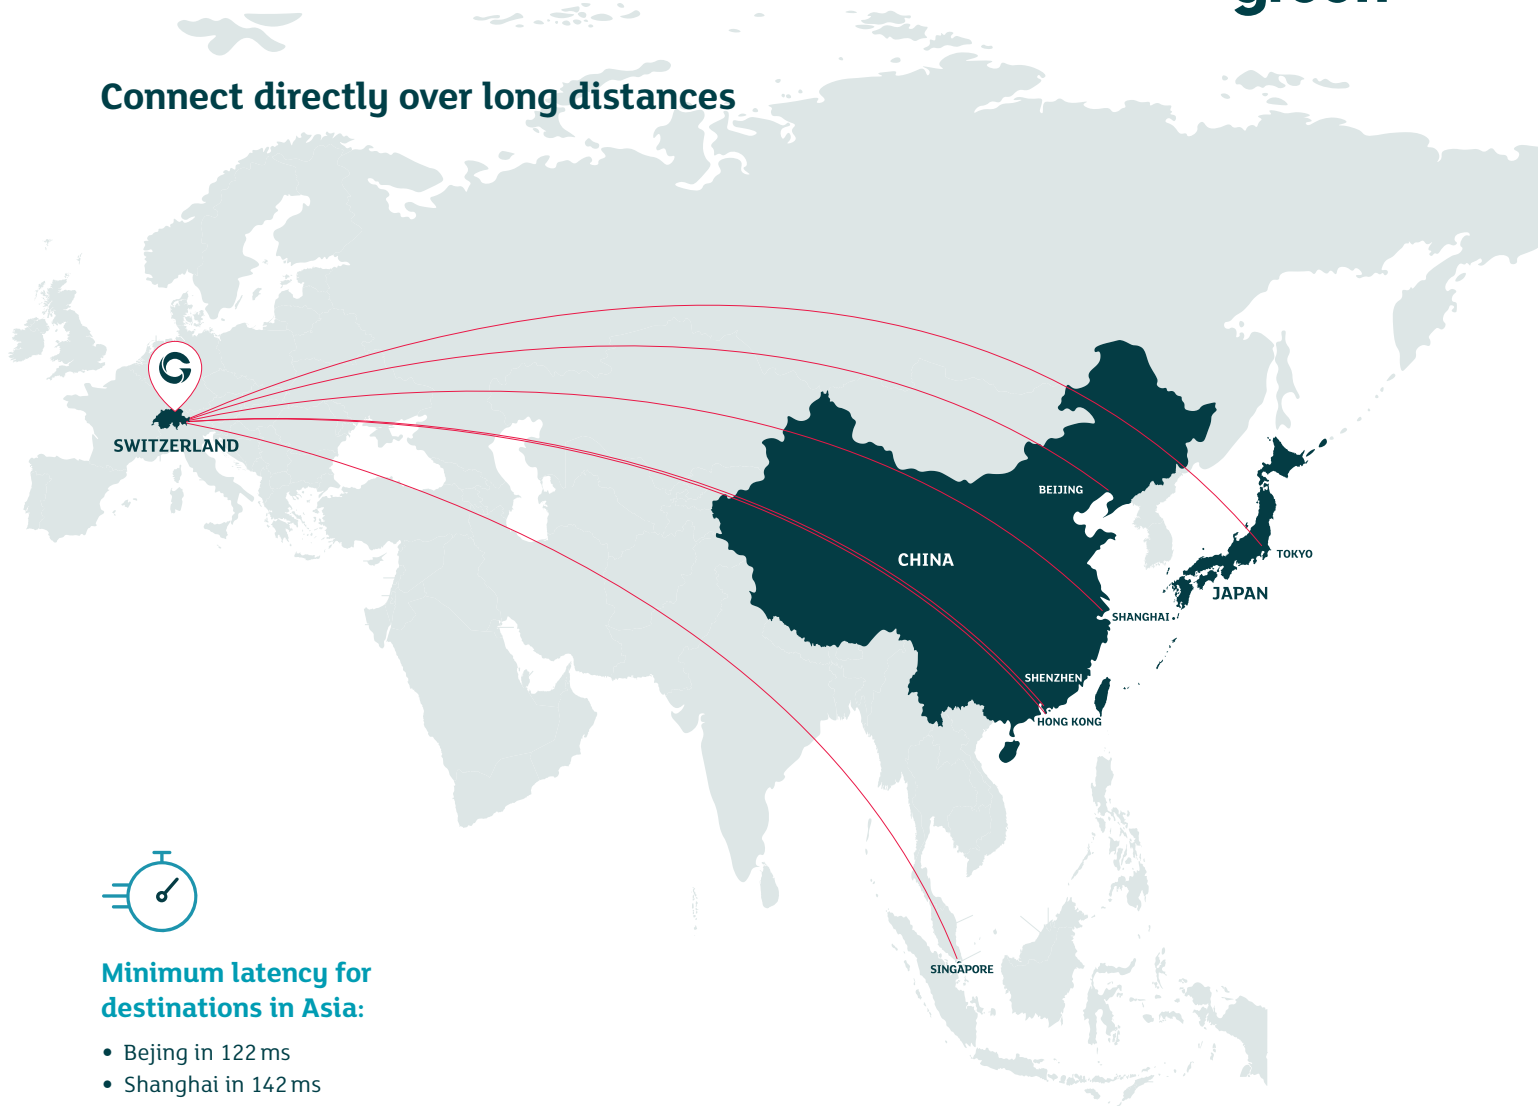 green
Connect directly over long distances
SWITZERLAND
BEIJING
CHINA
TOKYO
JAPAN
SHANGHAI
SHENZHEN
HONG KONG
SINGAPORE
Minimum latency for
destinations in Asia:
• Bejing in 122 ms
• Shanghai in 142 ms